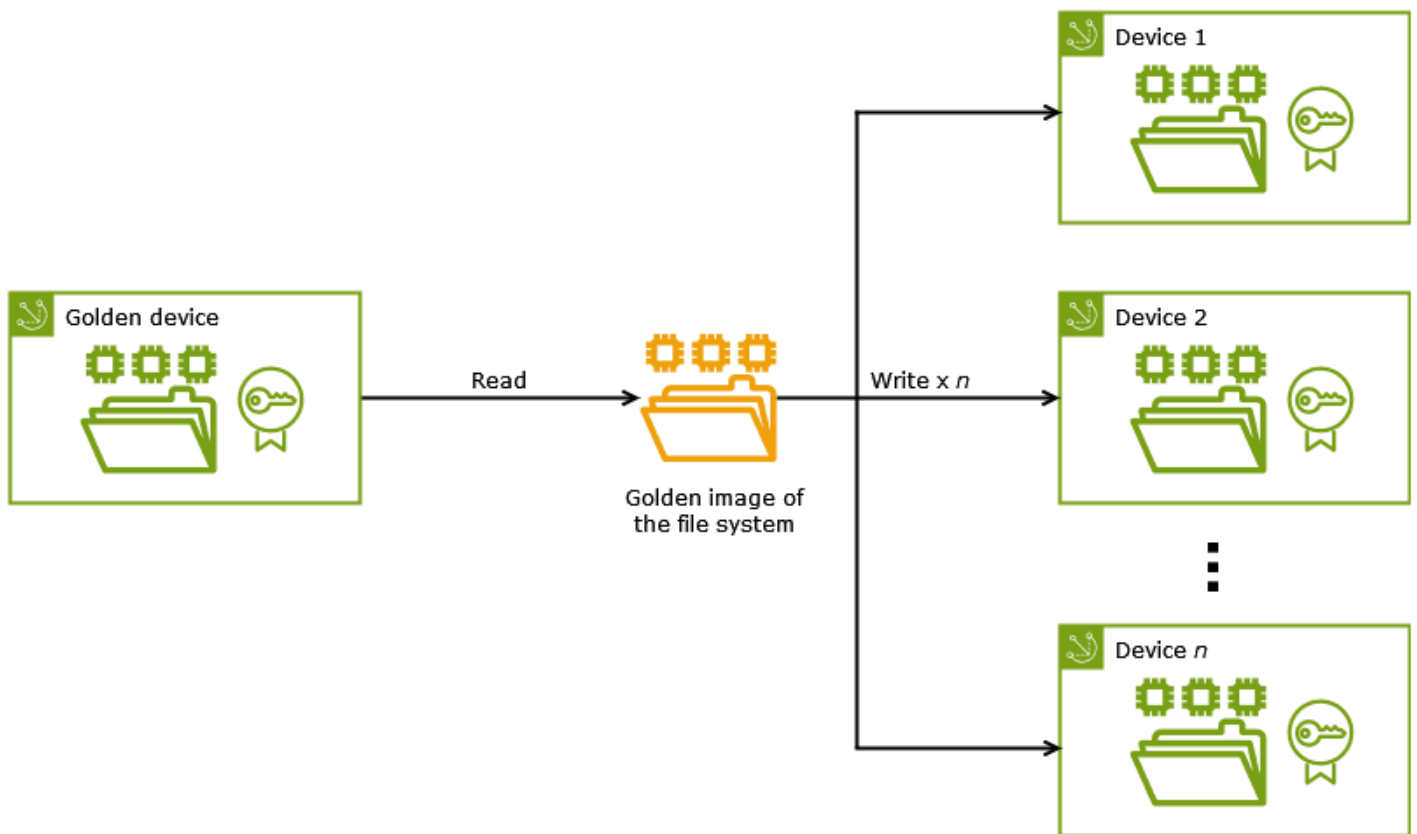 Device 1
Golden device
Read
Write x n
Device 2
Golden image of
the file system
Device n